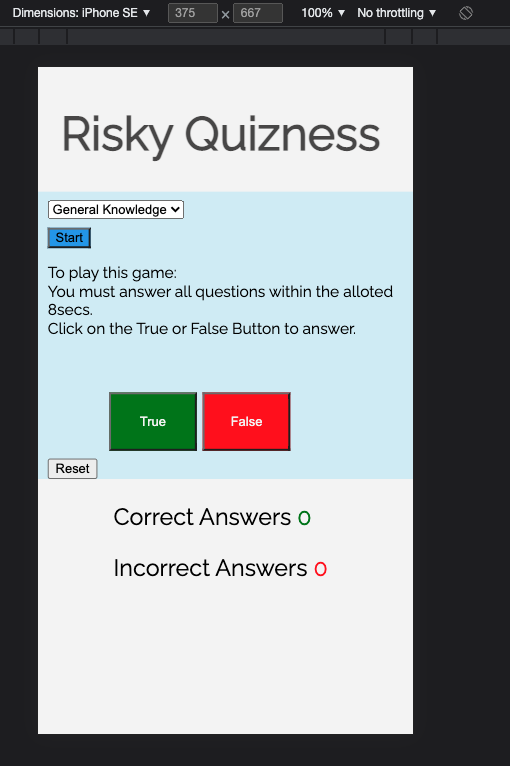 Dimensions: iPhone SE ▼ 375 × 667 100% ▼ No throttling ▼
Risky Quizness
General Knowledge
Start
To play this game:
You must answer all questions within the alloted
8secs.
Click on the True or False Button to answer.
True False
Reset
Correct Answers 0
Incorrect Answers 0